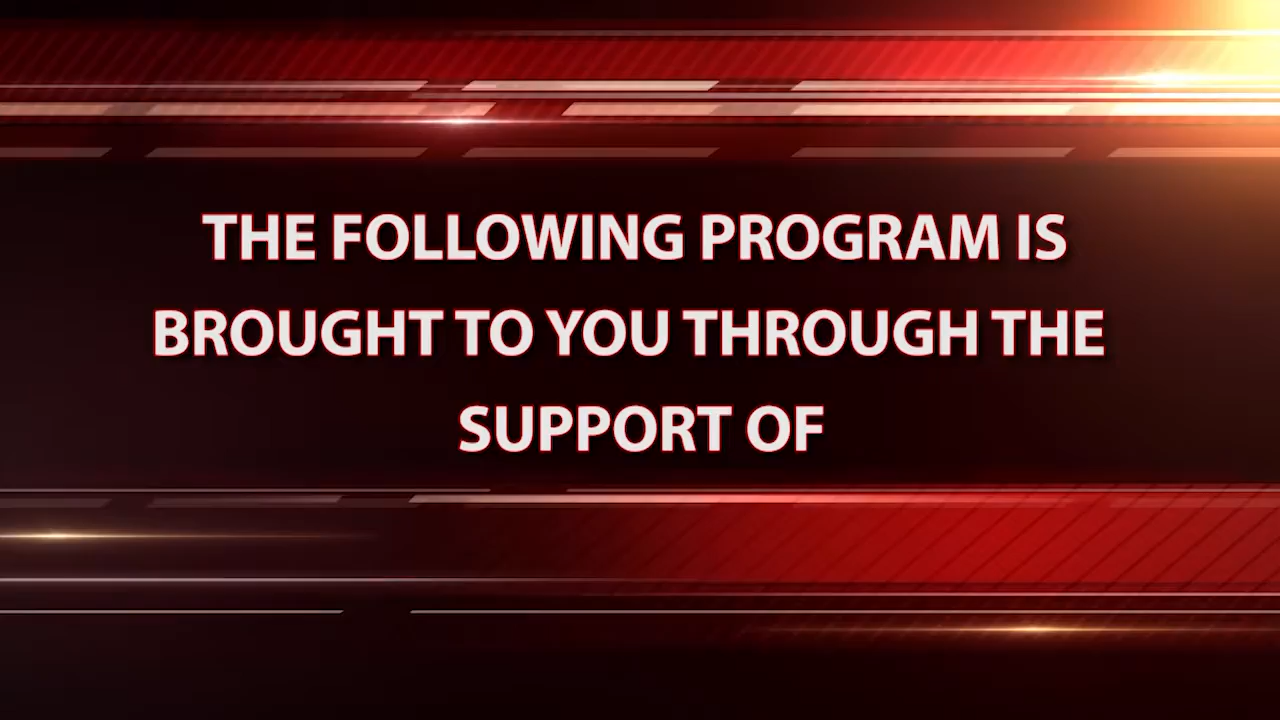 THE FOLLOWING PROGRAM IS
BROUGHT TO YOU THROUGH THE
SUPPORT OF